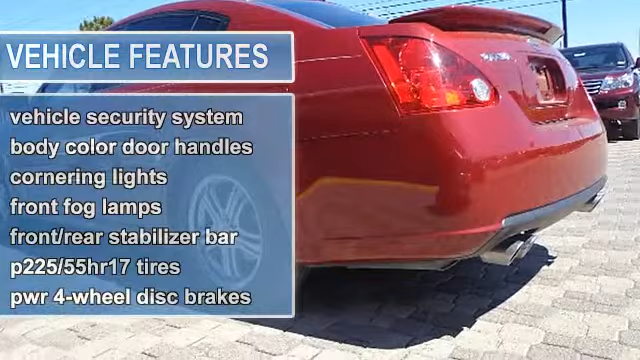 VEHICLE FEATURES
vehicle security system
body color door handles
cornering lights
front fog lamps
front/rear stabilizer bar
p225/55hr17 tires
pwr 4-wheel disc brakes